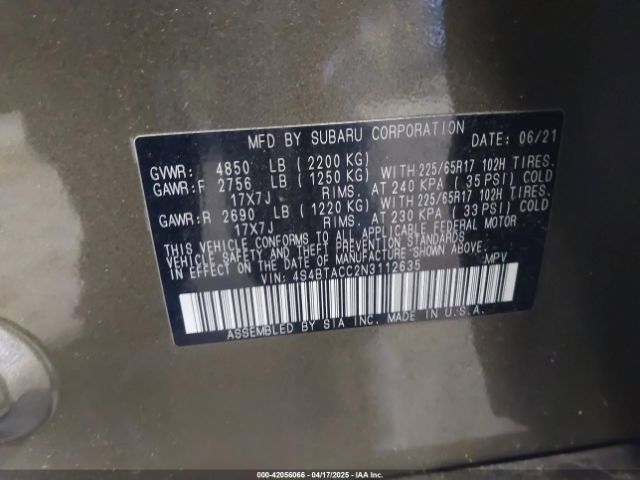 MFD BY SUBARU CORPORATION DATE: 06/21
GVWR: 4850 LB ( 2200 KG)
GAWR:F 2756 LB ( 1250 KG) WITH 225/65R17 102H TIRES.
17X7J RIMS. AT 240 KPA ( 35 PSI) COLD
GAWR:R 2690 LB ( 1220 KG) WITH 225/65R17 102H TIRES.
17X7J RIMS. AT 230 KPA ( 33 PSI) COLD
THIS VEHICLE CONFORMS TO ALL APPLICABLE FEDERAL MOTOR
VEHICLE SAFETY AND THEFT PREVENTION STANDARDS
IN EFFECT ON THE DATE OF MANUFACTURE SHOWN ABOVE.
VIN: 4S4BTACC2N3112635 MPV
ASSEMBLED BY SIA INC. MADE IN U.S.A.
000-42056066 - 04/17/2025 - IAAI.COM